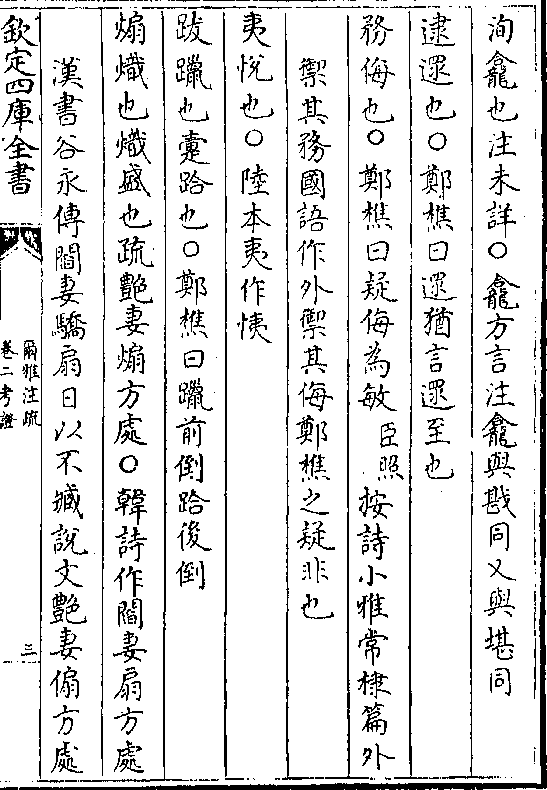 洵龕也注未詳○龕方言注龕與戡同又與堪同
逮遝也○鄭樵曰遝猶言遝至也
務侮也○鄭樵曰疑侮為敏臣照按詩小雅常棣篇外
禦其務國語作外禦其侮鄭樵之疑非也
夷悅也○陸本夷作恞
跋躐也疐跲也○鄭樵曰躐前倒跲後倒
煽熾也熾盛也疏艷妻煽方處○韓詩作閻妻扇方處
漢書谷永傳閻妻驕扇日以不臧說文艷妻傓方處
欽定四庫全書
爾雅注疏
卷二考證
三